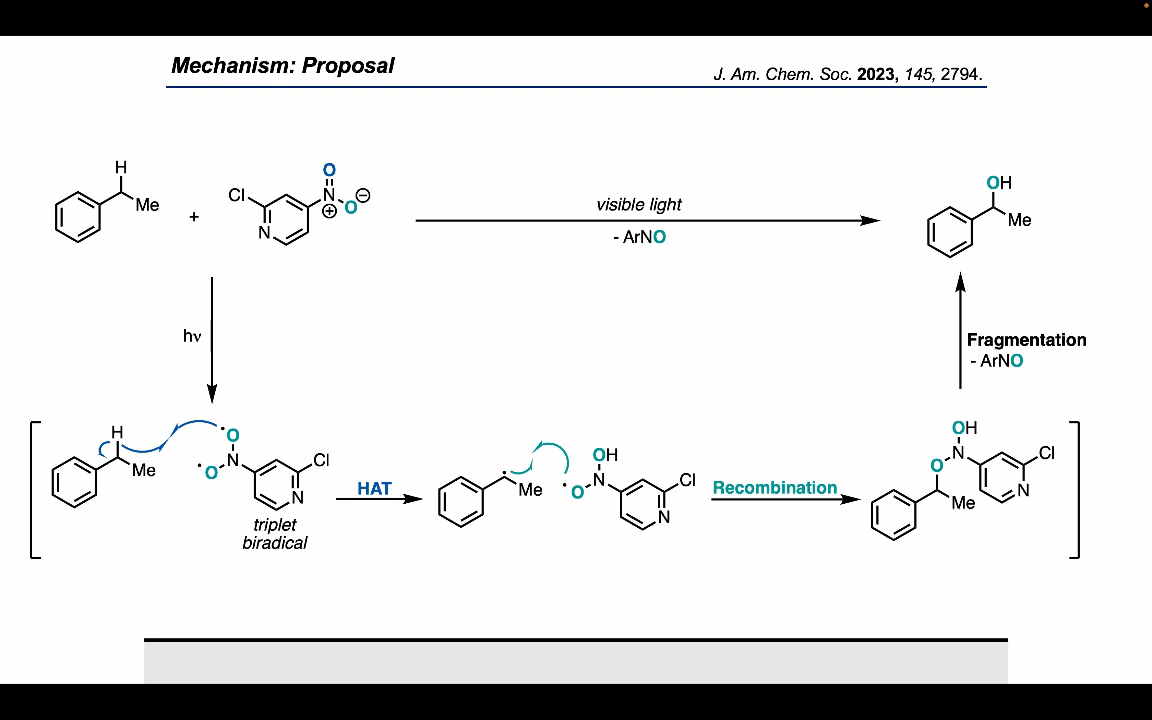 Mechanism: Proposal
J. Am. Chem. Soc. 2023, 145, 2794.
H
Me
+
Cl
N
O
N
⊕
O
⊖
visible light
- ArNO
OH
Me
hν
Fragmentation
- ArNO
H
Me
O
O
N
Cl
N
triplet
biradical
HAT
Me
OH
O
N
Cl
N
Recombination
OH
N
O
Me
Cl
N